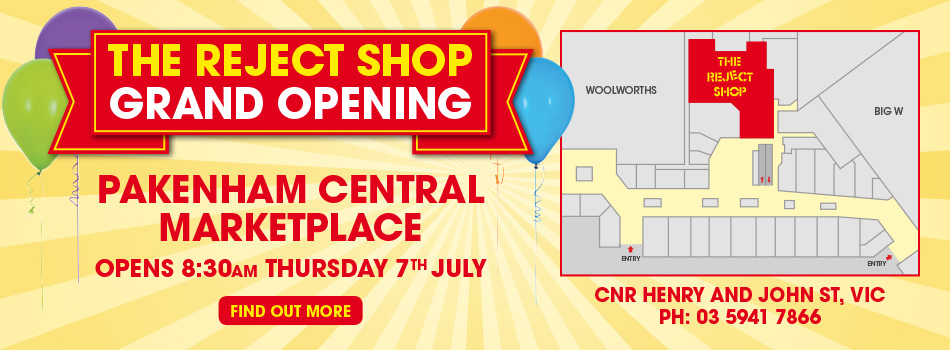 THE REJECT SHOP
GRAND OPENING
PAKENHAM CENTRAL
MARKETPLACE
OPENS 8:30AM THURSDAY 7TH JULY
FIND OUT MORE
WOOLWORTHS
THE
REJECT
SHOP
BIG W
ENTRY
ENTRY
CNR HENRY AND JOHN ST, VIC
PH: 03 5941 7866